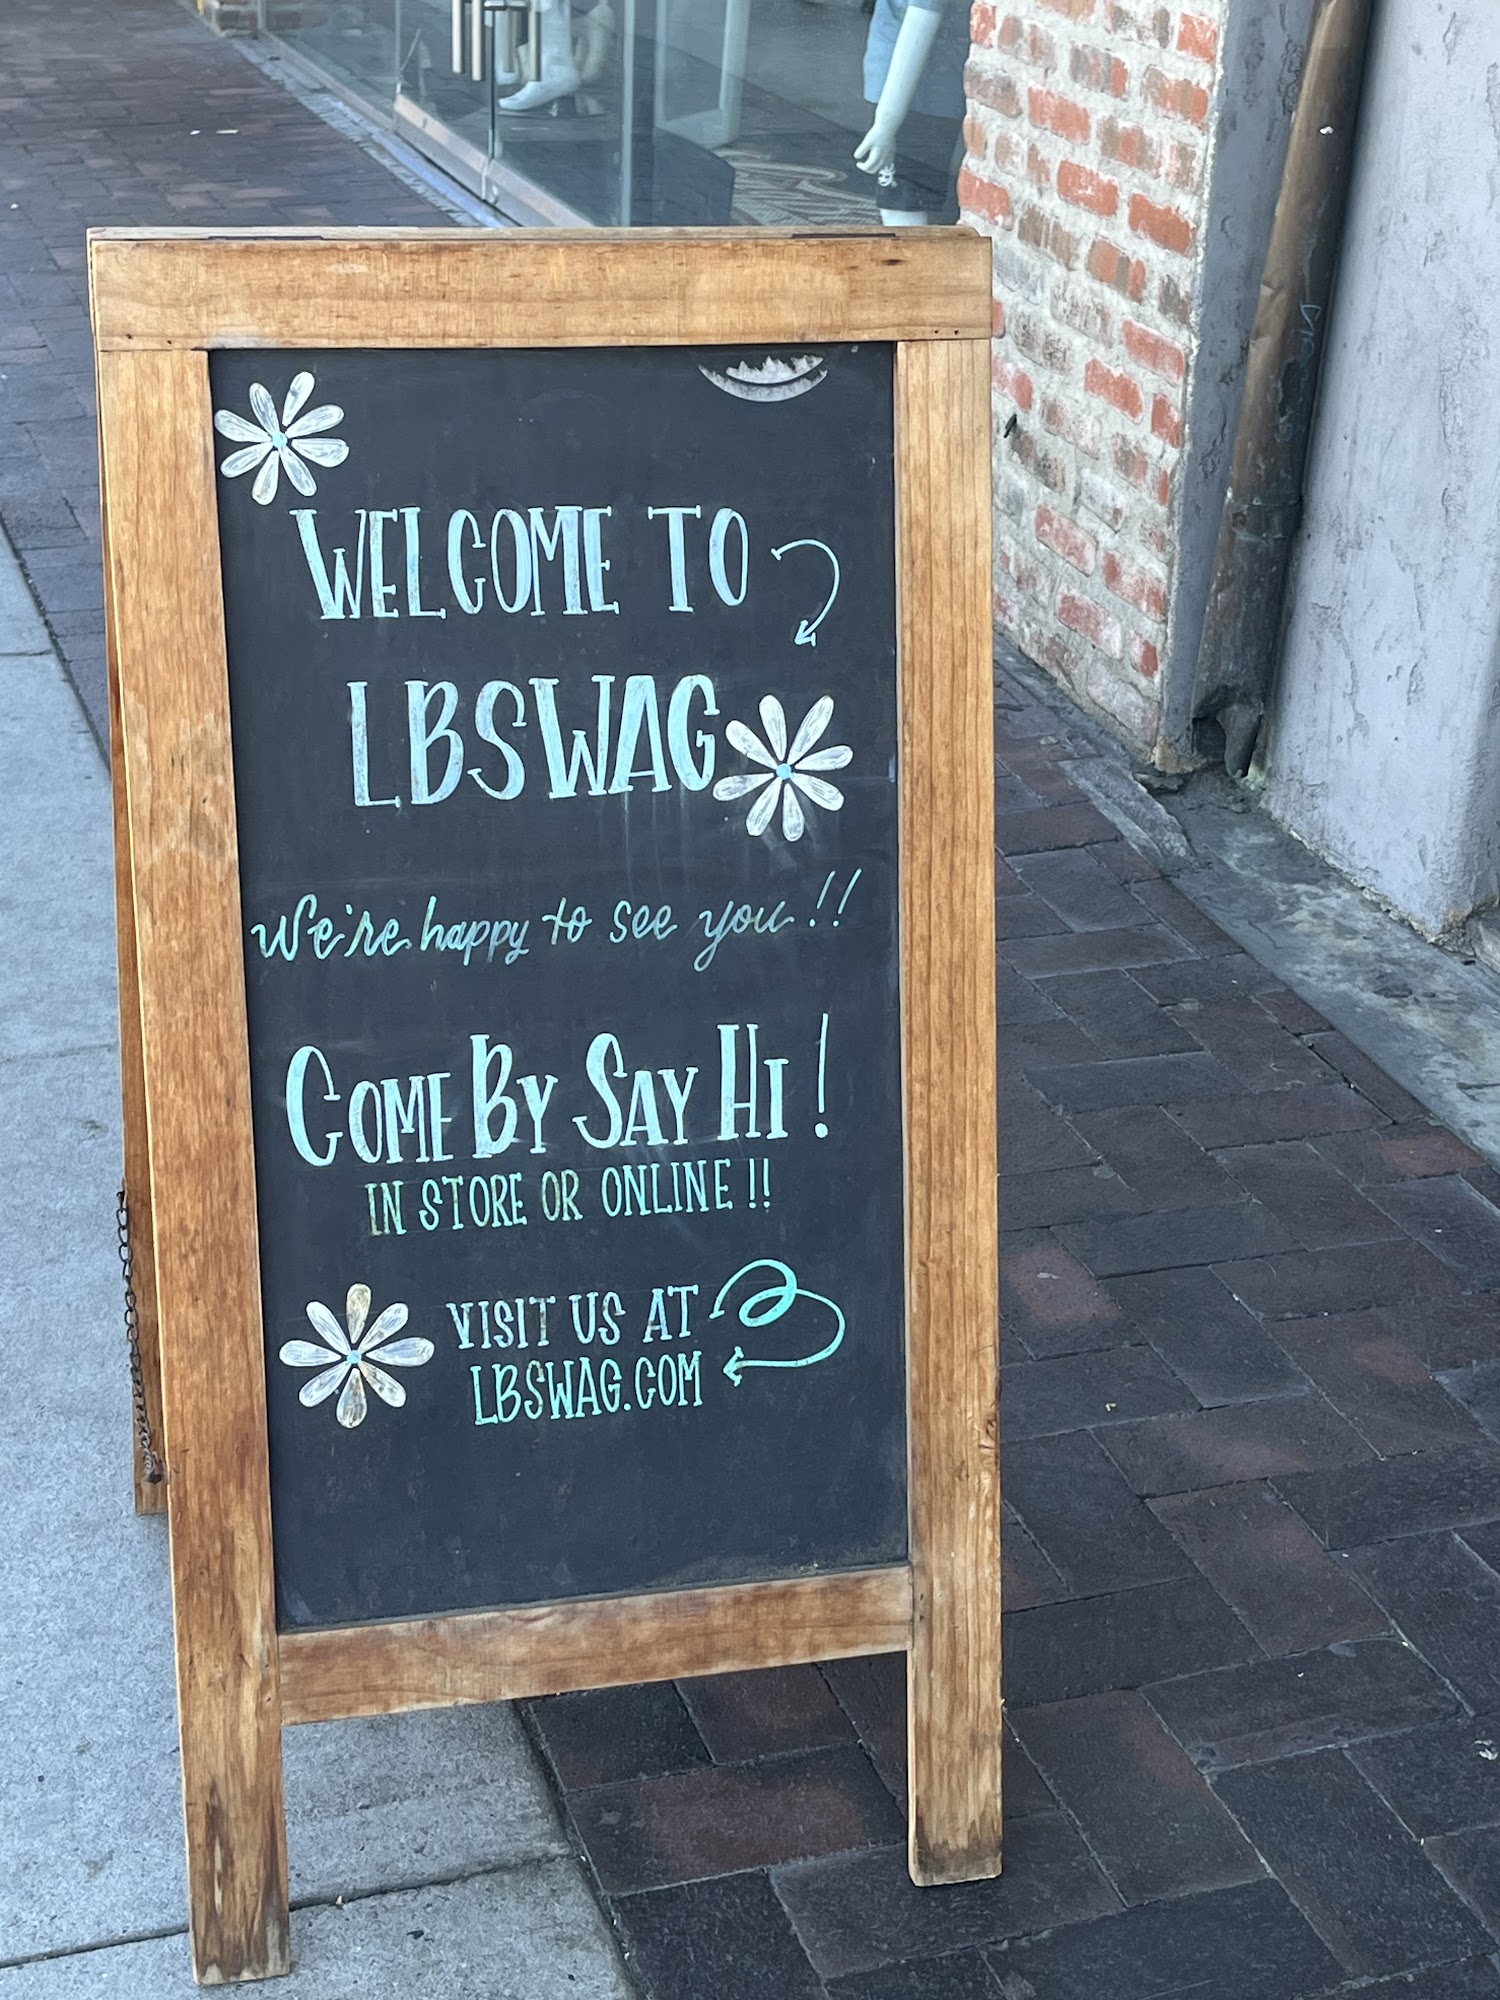 WELCOME TO
LBSWAG
We're happy to see you!!
COME BY SAY HI!
IN STORE OR ONLINE!!
VISIT US AT
LBSWAG.COM